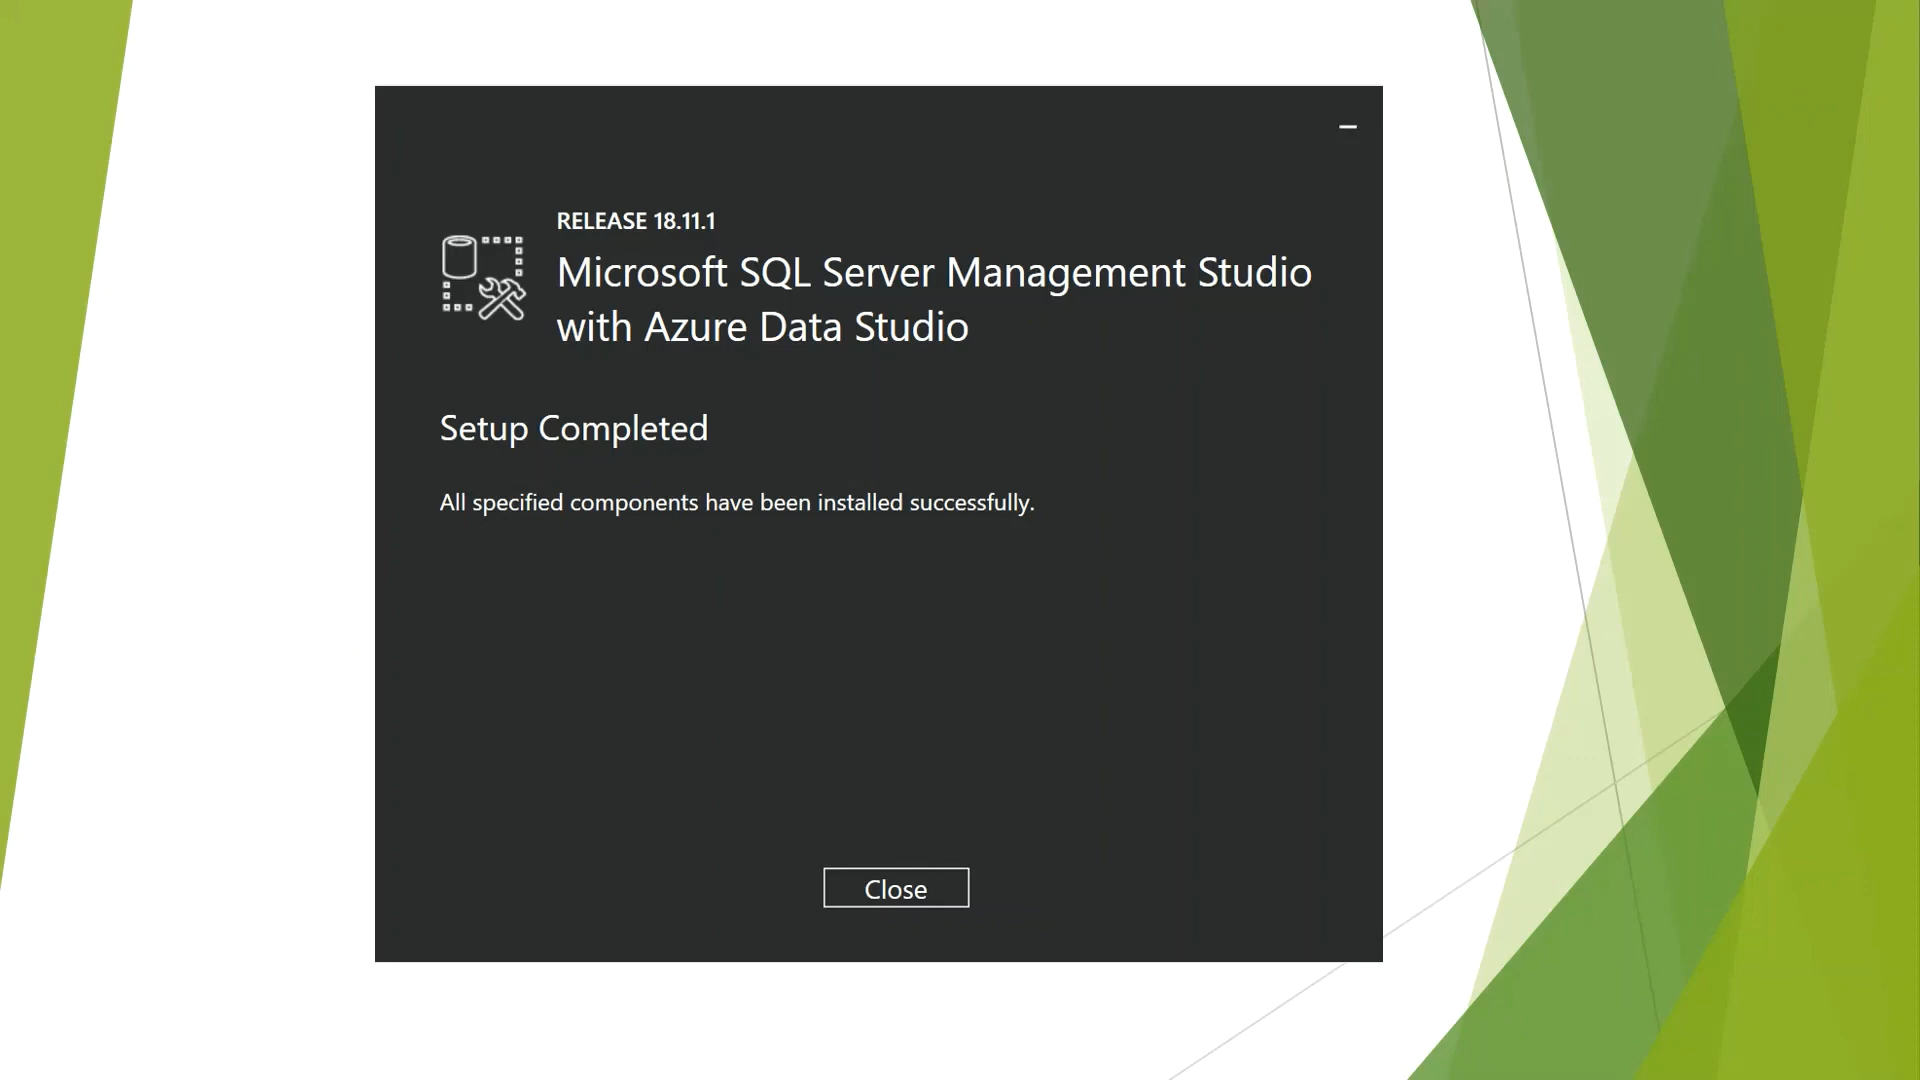 RELEASE 18.11.1
Microsoft SQL Server Management Studio
with Azure Data Studio
Setup Completed
All specified components have been installed successfully.
Close